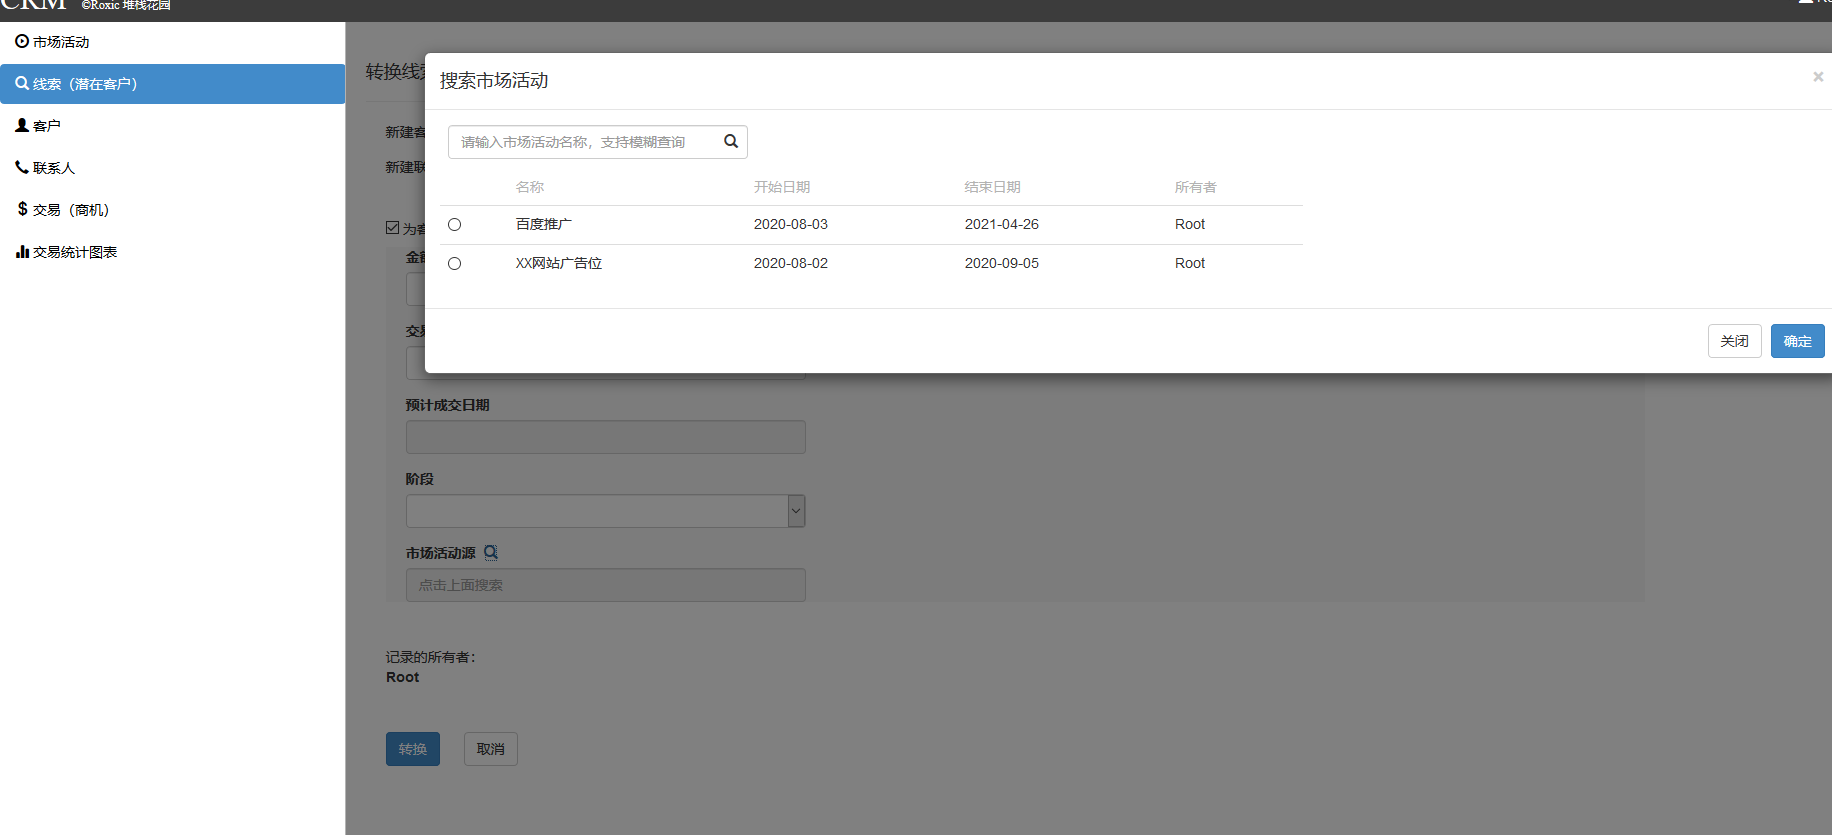 CRM ©Roxic 堆栈花园
市场活动
线索（潜在客户）
客户
联系人
交易（商机）
交易统计图表
转换线
搜索市场活动
×
请输入市场活动名称，支持模糊查询
名称 开始日期 结束日期 所有者
百度推广 2020-08-03 2021-04-26 Root
XX网站广告位 2020-08-02 2020-09-05 Root
关闭 确定
新建客
新建联
为客
金额
交易
预计成交日期
阶段
市场活动源
点击上面搜索
记录的所有者：
Root
转换 取消